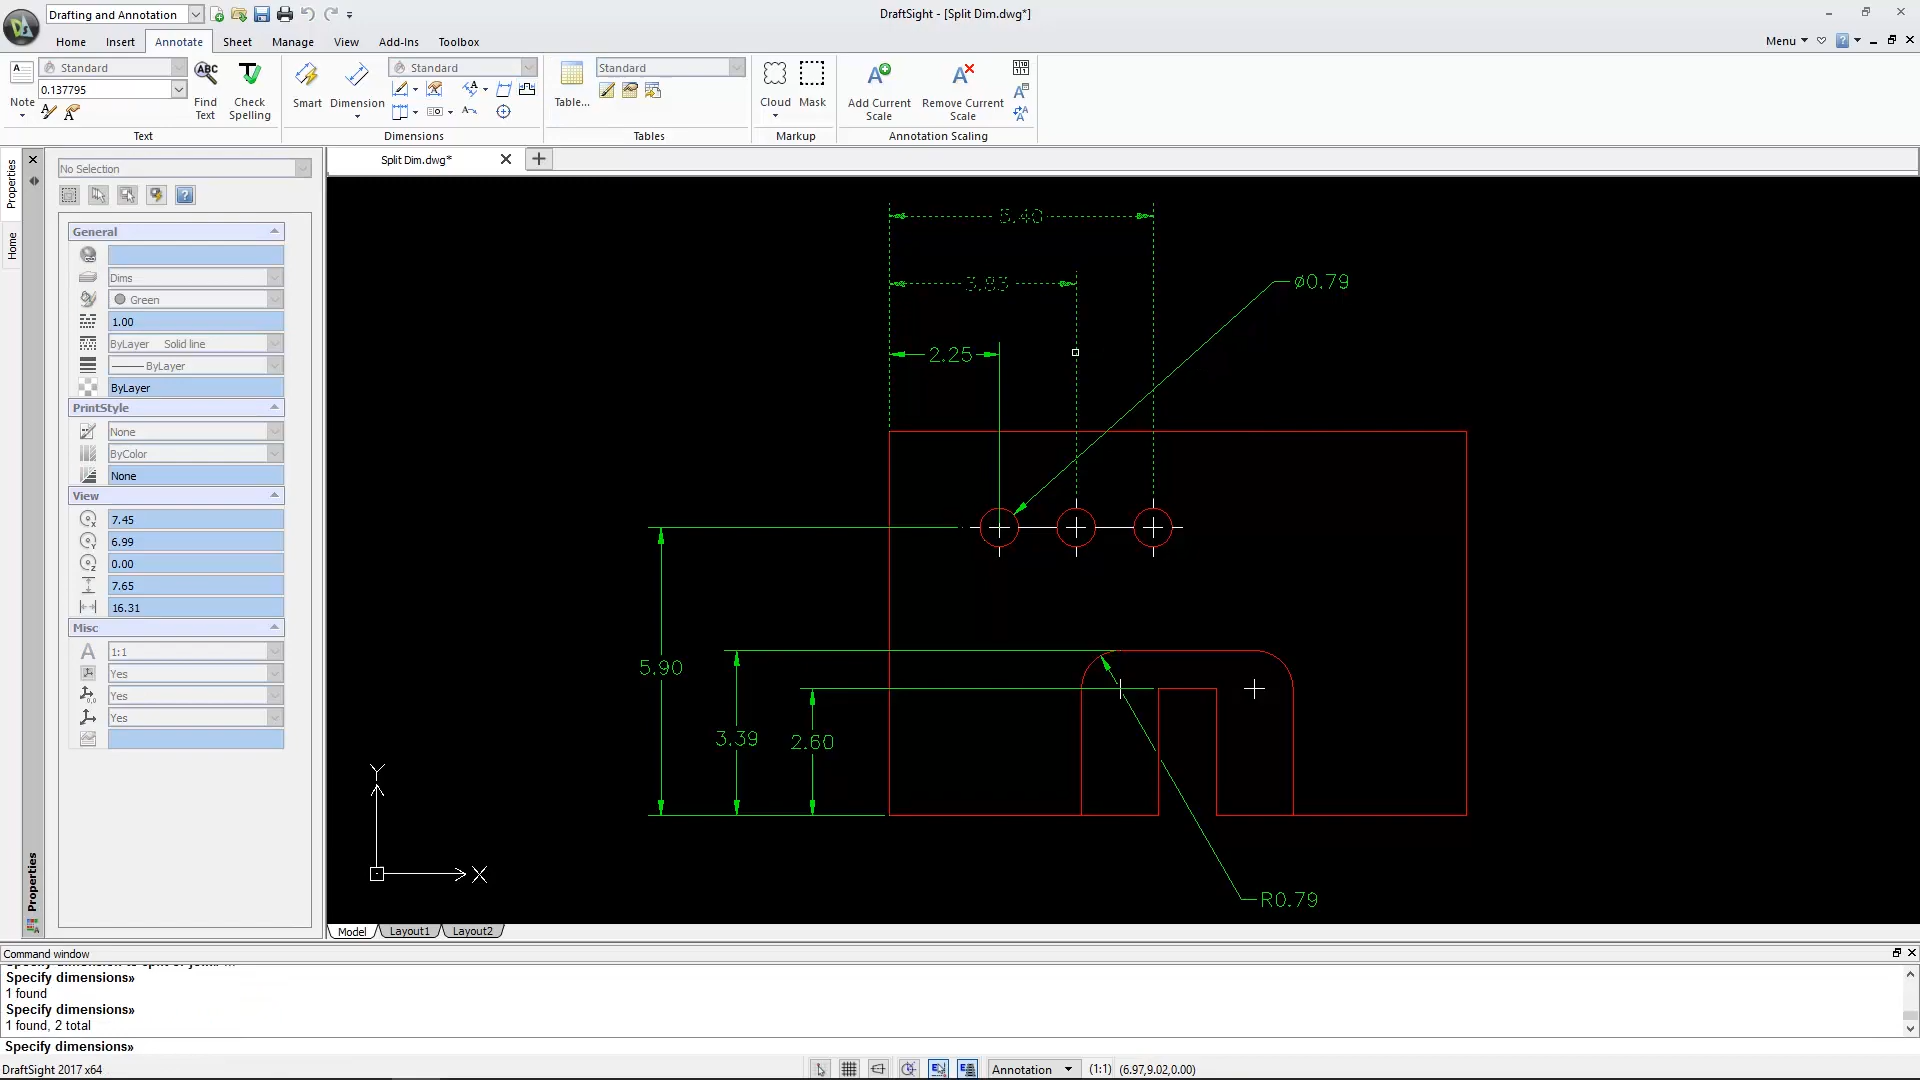 Drafting and Annotation
DraftSight - [Split Dim.dwg*]
Home
Insert
Annotate
Sheet
Manage
View
Add-Ins
Toolbox
Menu
Standard
0.137795
Note
Find Text
Check Spelling
Text
Smart
Dimension
Standard
Dimensions
Table...
Standard
Tables
Cloud
Mask
Markup
Add Current Scale
Remove Current Scale
Annotation Scaling
Split Dim.dwg*
Properties
Home
Properties
No Selection
General
Dims
Green
1.00
ByLayer Solid line
ByLayer
ByLayer
PrintStyle
None
ByColor
None
View
7.45
6.99
0.00
7.65
16.31
Misc
1:1
Yes
Yes
Yes
5.40
3.83
2.25
ø0.79
5.90
3.39
2.60
R0.79
Y
X
Model
Layout1
Layout2
Command window
Specify dimensions»
1 found
Specify dimensions»
1 found, 2 total
Specify dimensions»
DraftSight 2017 x64
Annotation
(1:1)
(6.97,9.02,0.00)